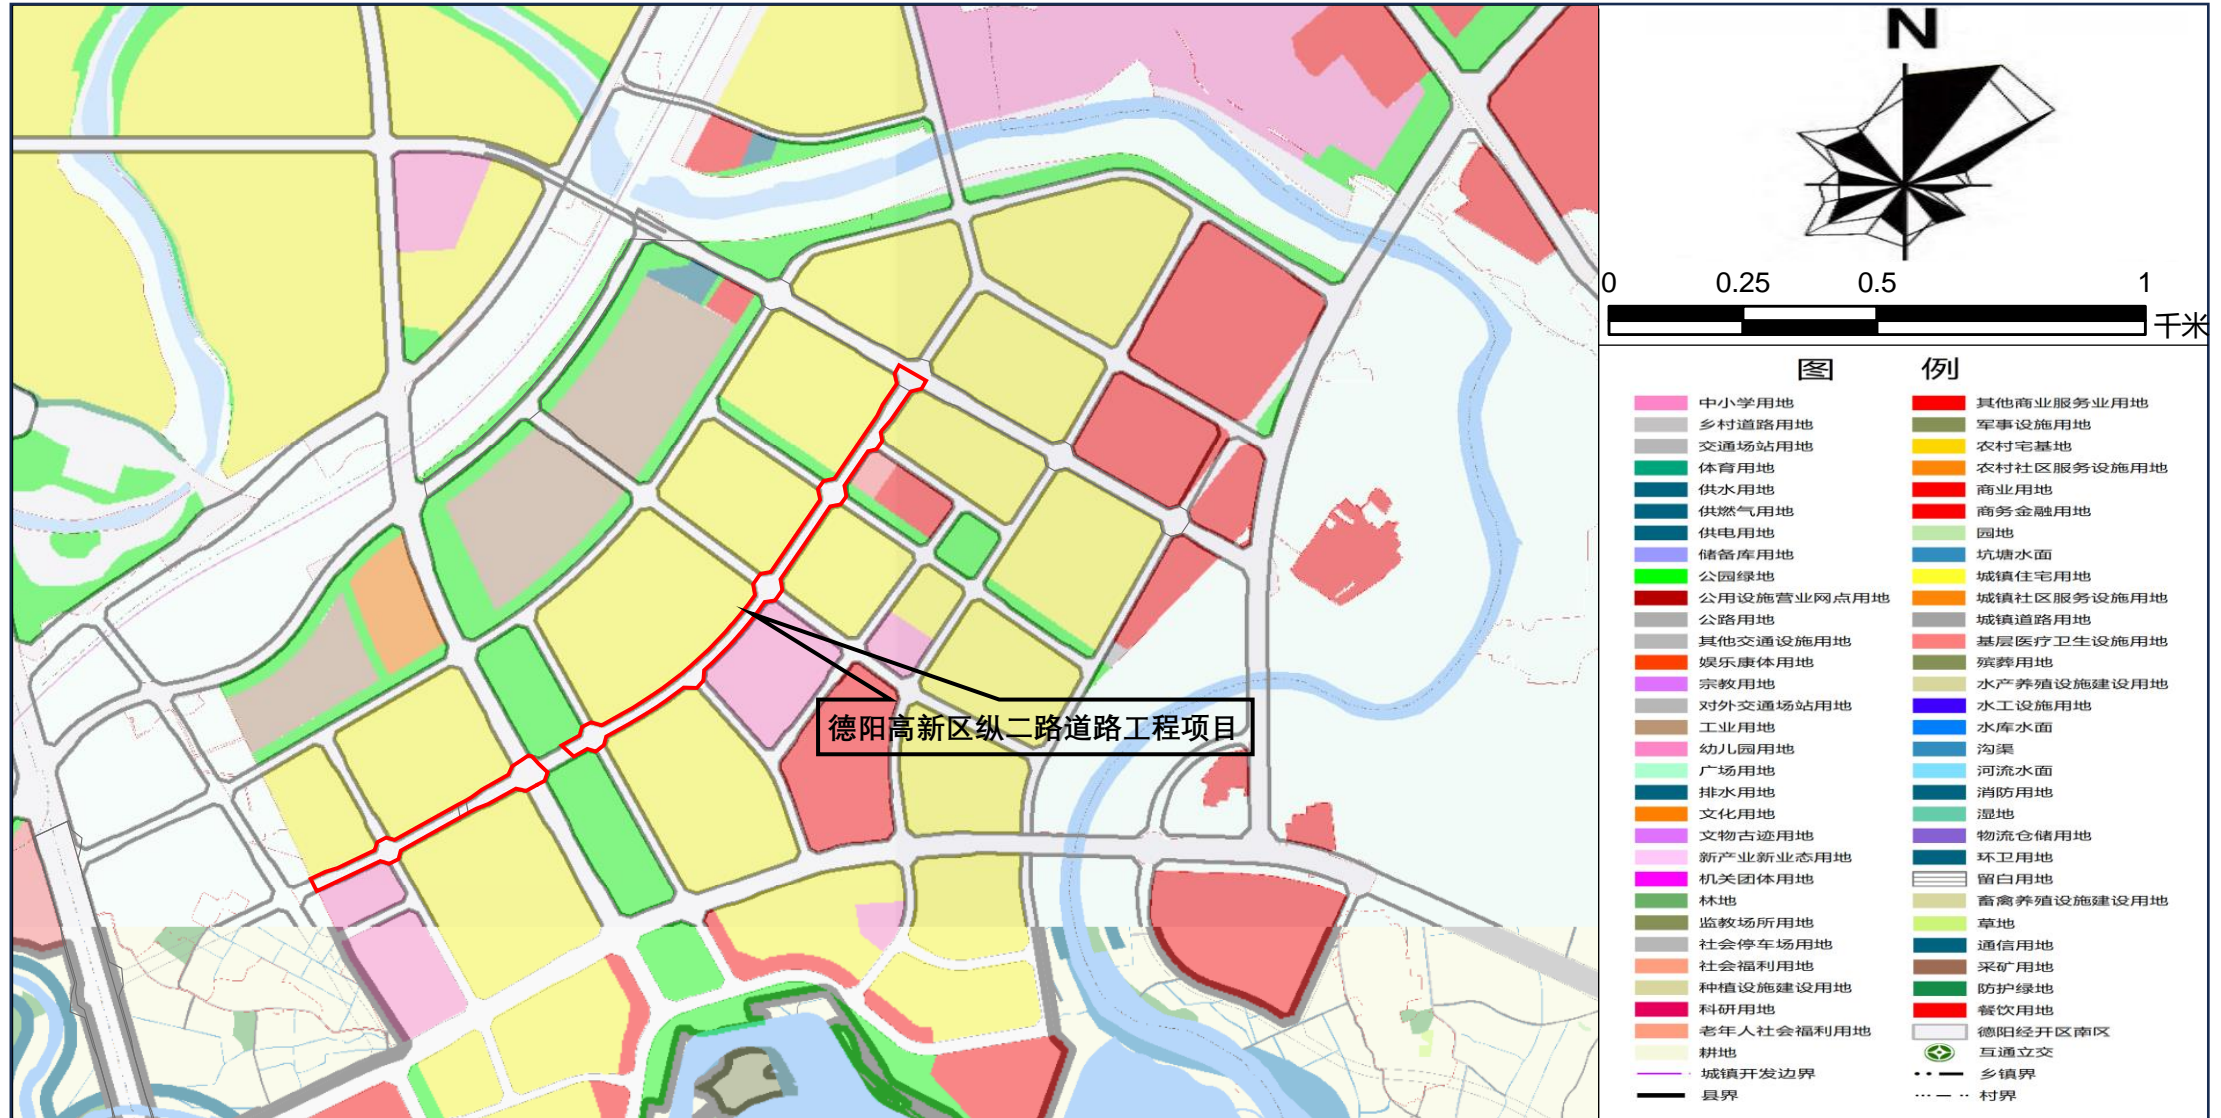 N
0 0.25 0.5 1
千米
德阳高新区纵二路道路工程项目
图 例
中小学用地
乡村道路用地
交通场站用地
体育用地
供水用地
供燃气用地
供电用地
储备库用地
公园绿地
公用设施营业网点用地
公路用地
其他交通设施用地
娱乐康体用地
宗教用地
对外交通场站用地
工业用地
幼儿园用地
广场用地
排水用地
文化用地
文物古迹用地
新产业新业态用地
机关团体用地
林地
监教场所用地
社会停车场用地
社会福利用地
种植设施建设用地
科研用地
老年人社会福利用地
耕地
城镇开发边界
县界
其他商业服务业用地
军事设施用地
农村宅基地
农村社区服务设施用地
商业用地
商务金融用地
园地
坑塘水面
城镇住宅用地
城镇社区服务设施用地
城镇道路用地
基层医疗卫生设施用地
殡葬用地
水产养殖设施建设用地
水工设施用地
水库水面
沟渠
河流水面
消防用地
湿地
物流仓储用地
环卫用地
留白用地
畜禽养殖设施建设用地
草地
通信用地
采矿用地
防护绿地
餐饮用地
德阳经开区南区
互通立交
乡镇界
村界